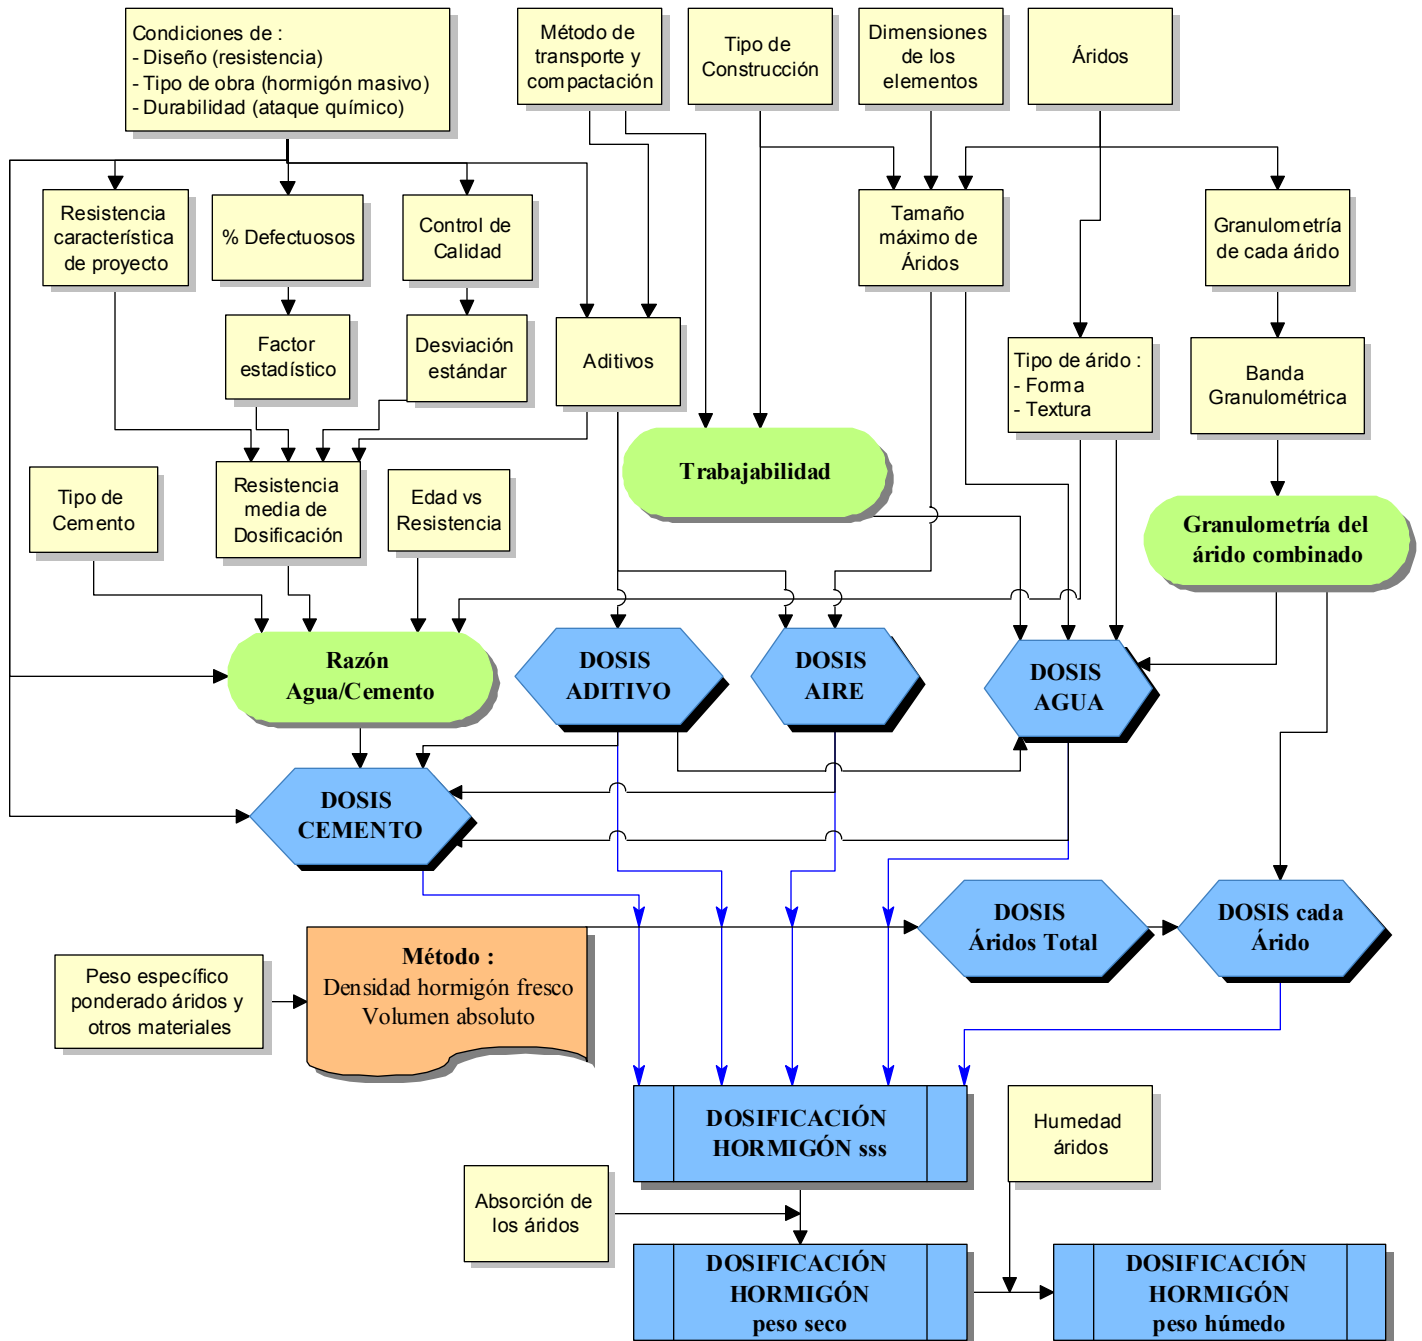 Condiciones de :
- Diseño (resistencia)
- Tipo de obra (hormigón masivo)
- Durabilidad (ataque químico)
Método de
transporte y
compactación
Tipo de
Construcción
Dimensiones
de los
elementos
Áridos
Resistencia
característica
de proyecto
% Defectuosos
Control de
Calidad
Tamaño
máximo de
Áridos
Granulometría
de cada árido
Factor
estadístico
Desviación
estándar
Aditivos
Tipo de árido :
- Forma
- Textura
Banda
Granulométrica
Tipo de
Cemento
Resistencia
media de
Dosificación
Edad vs
Resistencia
Trabajabilidad
Granulometría del
árido combinado
Razón
Agua/Cemento
DOSIS
ADITIVO
DOSIS
AIRE
DOSIS
AGUA
DOSIS
CEMENTO
DOSIS
Áridos Total
DOSIS cada
Árido
Peso específico
ponderado áridos y
otros materiales
Método :
Densidad hormigón fresco
Volumen absoluto
DOSIFICACIÓN
HORMIGÓN sss
Humedad
áridos
Absorción de
los áridos
DOSIFICACIÓN
HORMIGÓN
peso seco
DOSIFICACIÓN
HORMIGÓN
peso húmedo